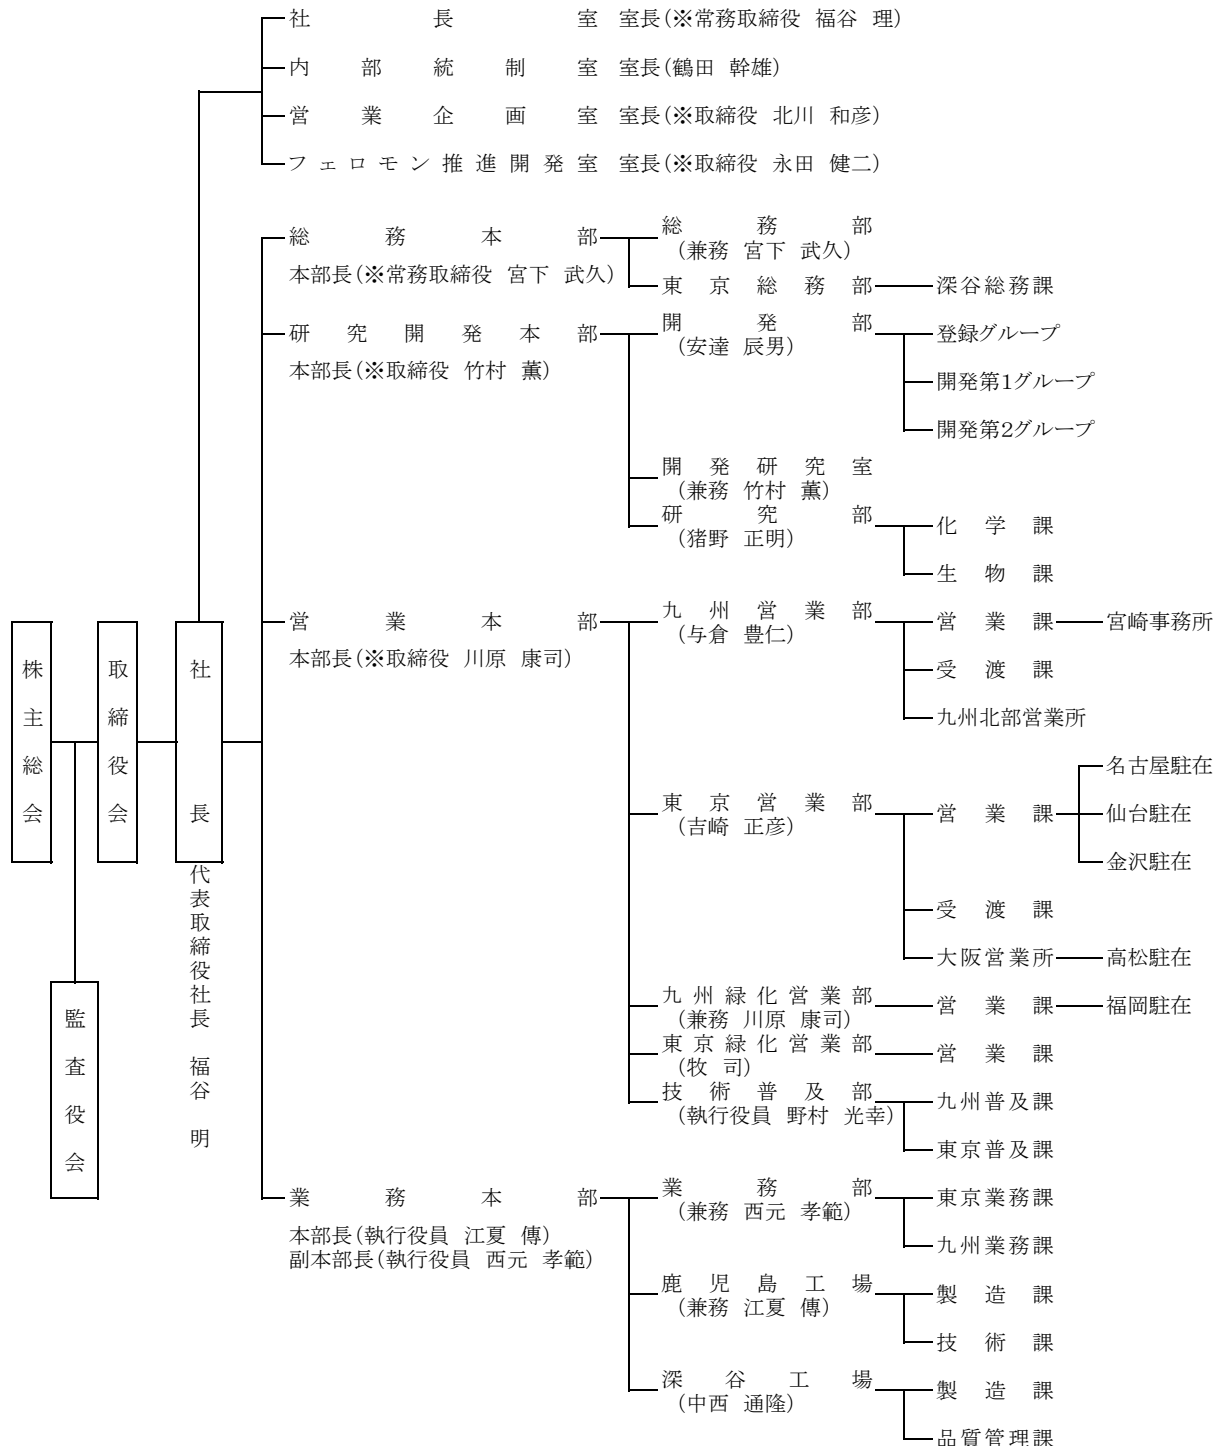 社長室 室長(※常務取締役 福谷 理)
内部統制室 室長(鶴田 幹雄)
営業企画室 室長(※取締役 北川 和彦)
フェロモン推進開発室 室長(※取締役 永田 健二)
総務本部
本部長(※常務取締役 宮下 武久)
総務部
(兼務 宮下 武久)
東京総務部
深谷総務課
研究開発本部
本部長(※取締役 竹村 薫)
開発部
(安達 辰男)
登録グループ
開発第1グループ
開発第2グループ
開発研究室
(兼務 竹村 薫)
研究部
(猪野 正明)
化学課
生物課
営業本部
本部長(※取締役 川原 康司)
九州営業部
(与倉 豊仁)
営業課
宮崎事務所
受渡課
九州北部営業所
東京営業部
(吉崎 正彦)
営業課
名古屋駐在
仙台駐在
金沢駐在
受渡課
大阪営業所
高松駐在
九州緑化営業部
(兼務 川原 康司)
営業課
福岡駐在
東京緑化営業部
(牧 司)
営業課
技術普及部
(執行役員 野村 光幸)
九州普及課
東京普及課
株主総会
取締役会
社長
代表取締役社長 福谷 明
監査役会
業務本部
本部長(執行役員 江夏 傳)
副本部長(執行役員 西元 孝範)
業務部
(兼務 西元 孝範)
東京業務課
九州業務課
鹿児島工場
(兼務 江夏 傳)
製造課
技術課
深谷工場
(中西 通隆)
製造課
品質管理課